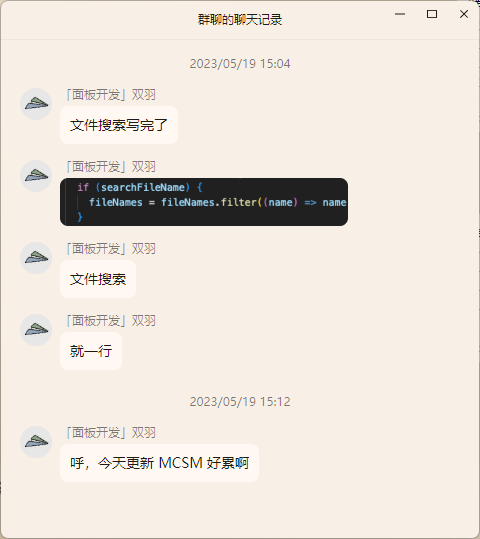 群聊的聊天记录
2023/05/19 15:04
「面板开发」双羽
文件搜索写完了
「面板开发」双羽
if (searchFileName) {
fileNames = fileNames.filter((name) => name
}
「面板开发」双羽
文件搜索
「面板开发」双羽
就一行
2023/05/19 15:12
「面板开发」双羽
呼，今天更新 MCSM 好累啊